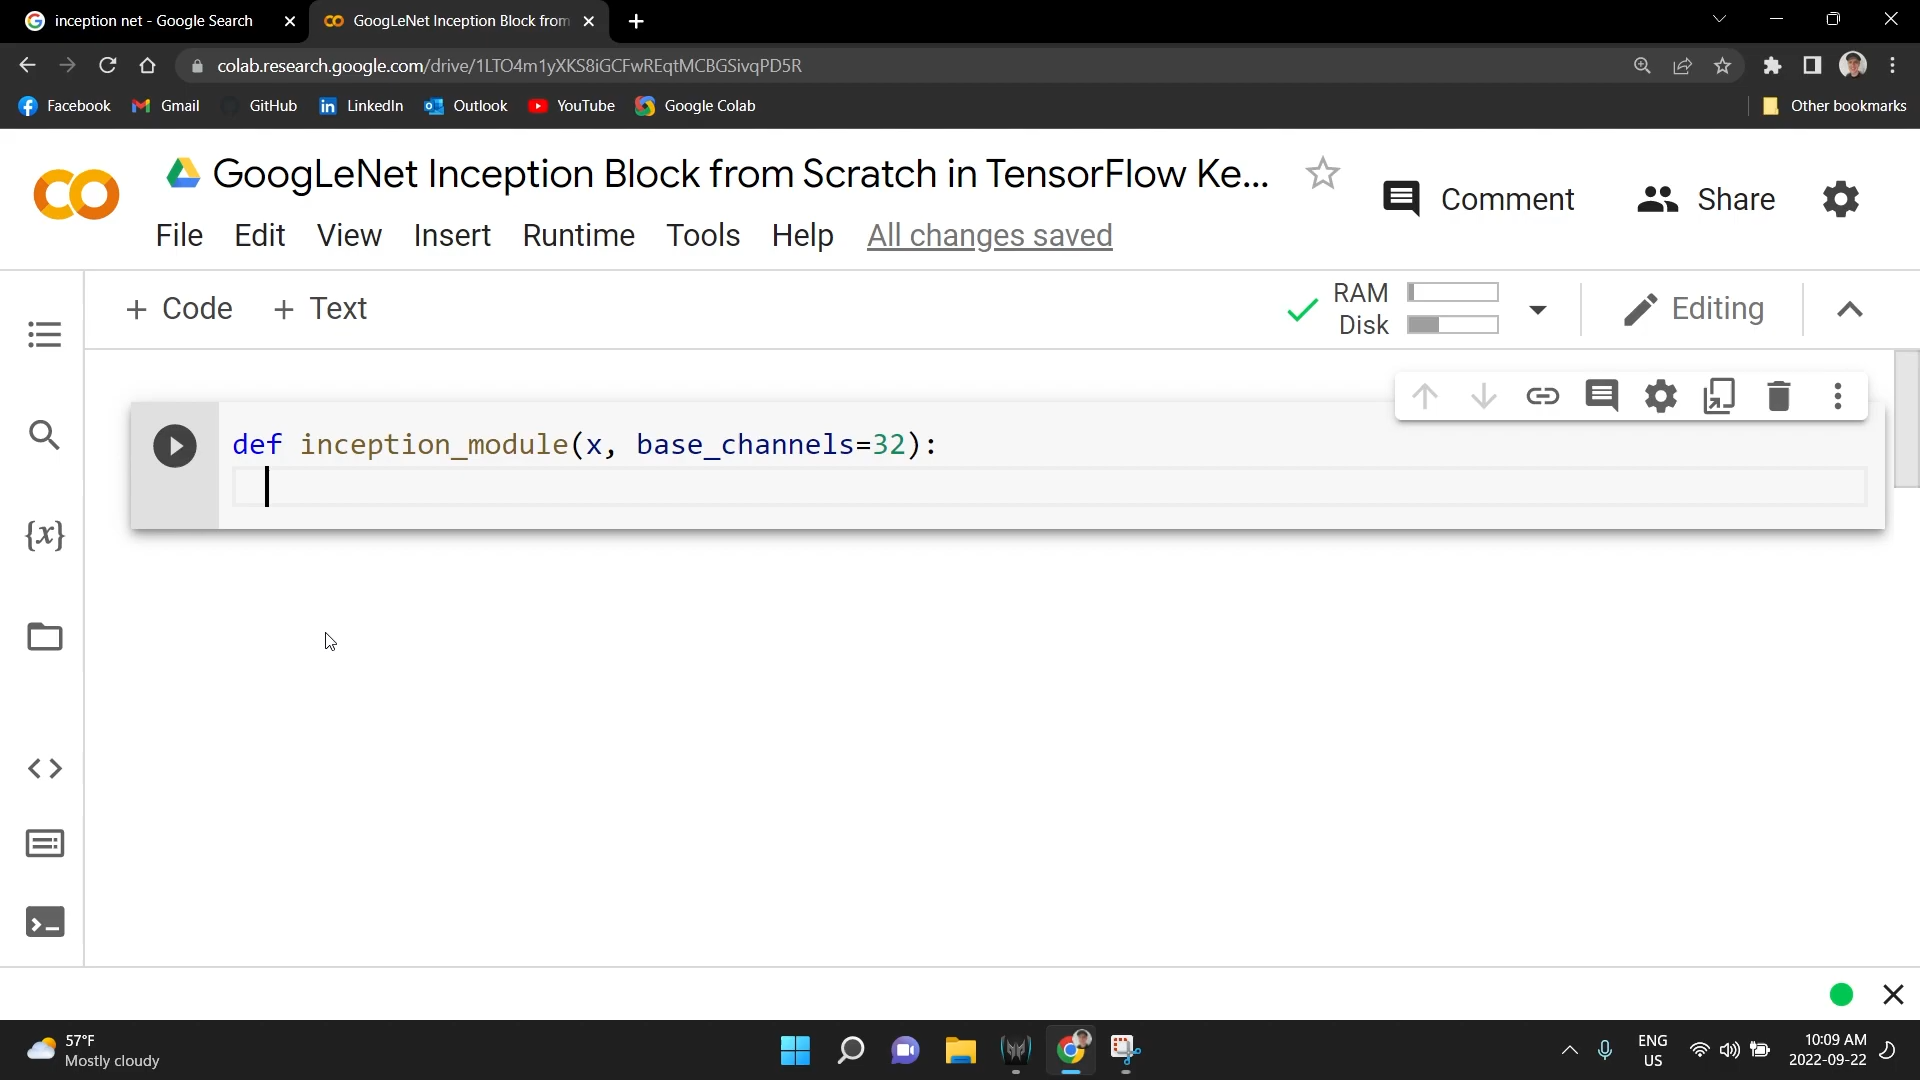 inception net - Google Search
GoogLeNet Inception Block from
colab.research.google.com/drive/1LTO4m1yXKS8iGCFwREqtMCBGSivqPD5R
Facebook Gmail GitHub LinkedIn Outlook YouTube Google Colab Other bookmarks
GoogLeNet Inception Block from Scratch in TensorFlow Ke...
Comment Share
File Edit View Insert Runtime Tools Help All changes saved
+ Code + Text
RAM
Disk
Editing
def inception_module(x, base_channels=32):
{x}
57°F
Mostly cloudy
ENG
US
10:09 AM
2022-09-22